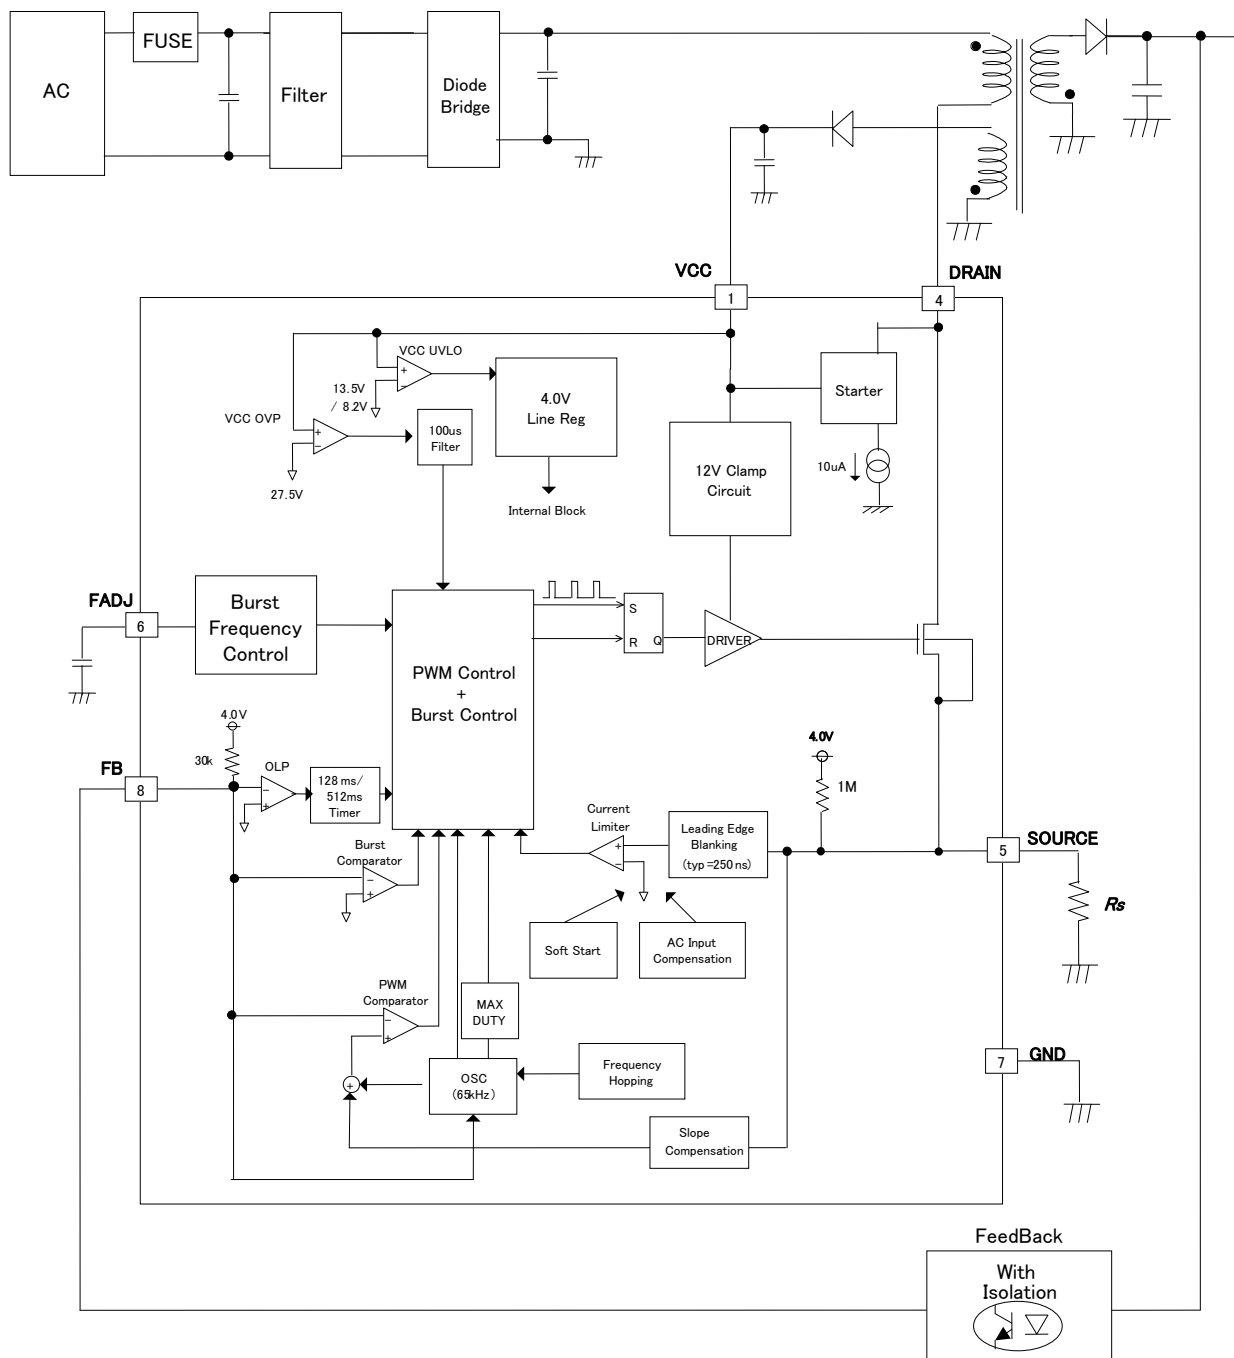 AC
FUSE
Filter
Diode
Bridge
VCC
DRAIN
1
4
VCC UVLO
13.5V
/ 8.2V
4.0V
Line Reg
Starter
VCC OVP
100us
Filter
27.5V
Internal Block
12V Clamp
Circuit
10uA
FADJ
6
Burst
Frequency
Control
PWM Control
+
Burst Control
S
R
Q
DRIVER
4.0V
30k
FB
8
OLP
128 ms/
512ms
Timer
4.0V
1M
Current
Limiter
Leading Edge
Blanking
(typ =250 ns)
SOURCE
5
Rs
Burst
Comparator
Soft Start
AC Input
Compensation
PWM
Comparator
MAX
DUTY
OSC
(65kHz)
Frequency
Hopping
GND
7
Slope
Compensation
FeedBack
With
Isolation